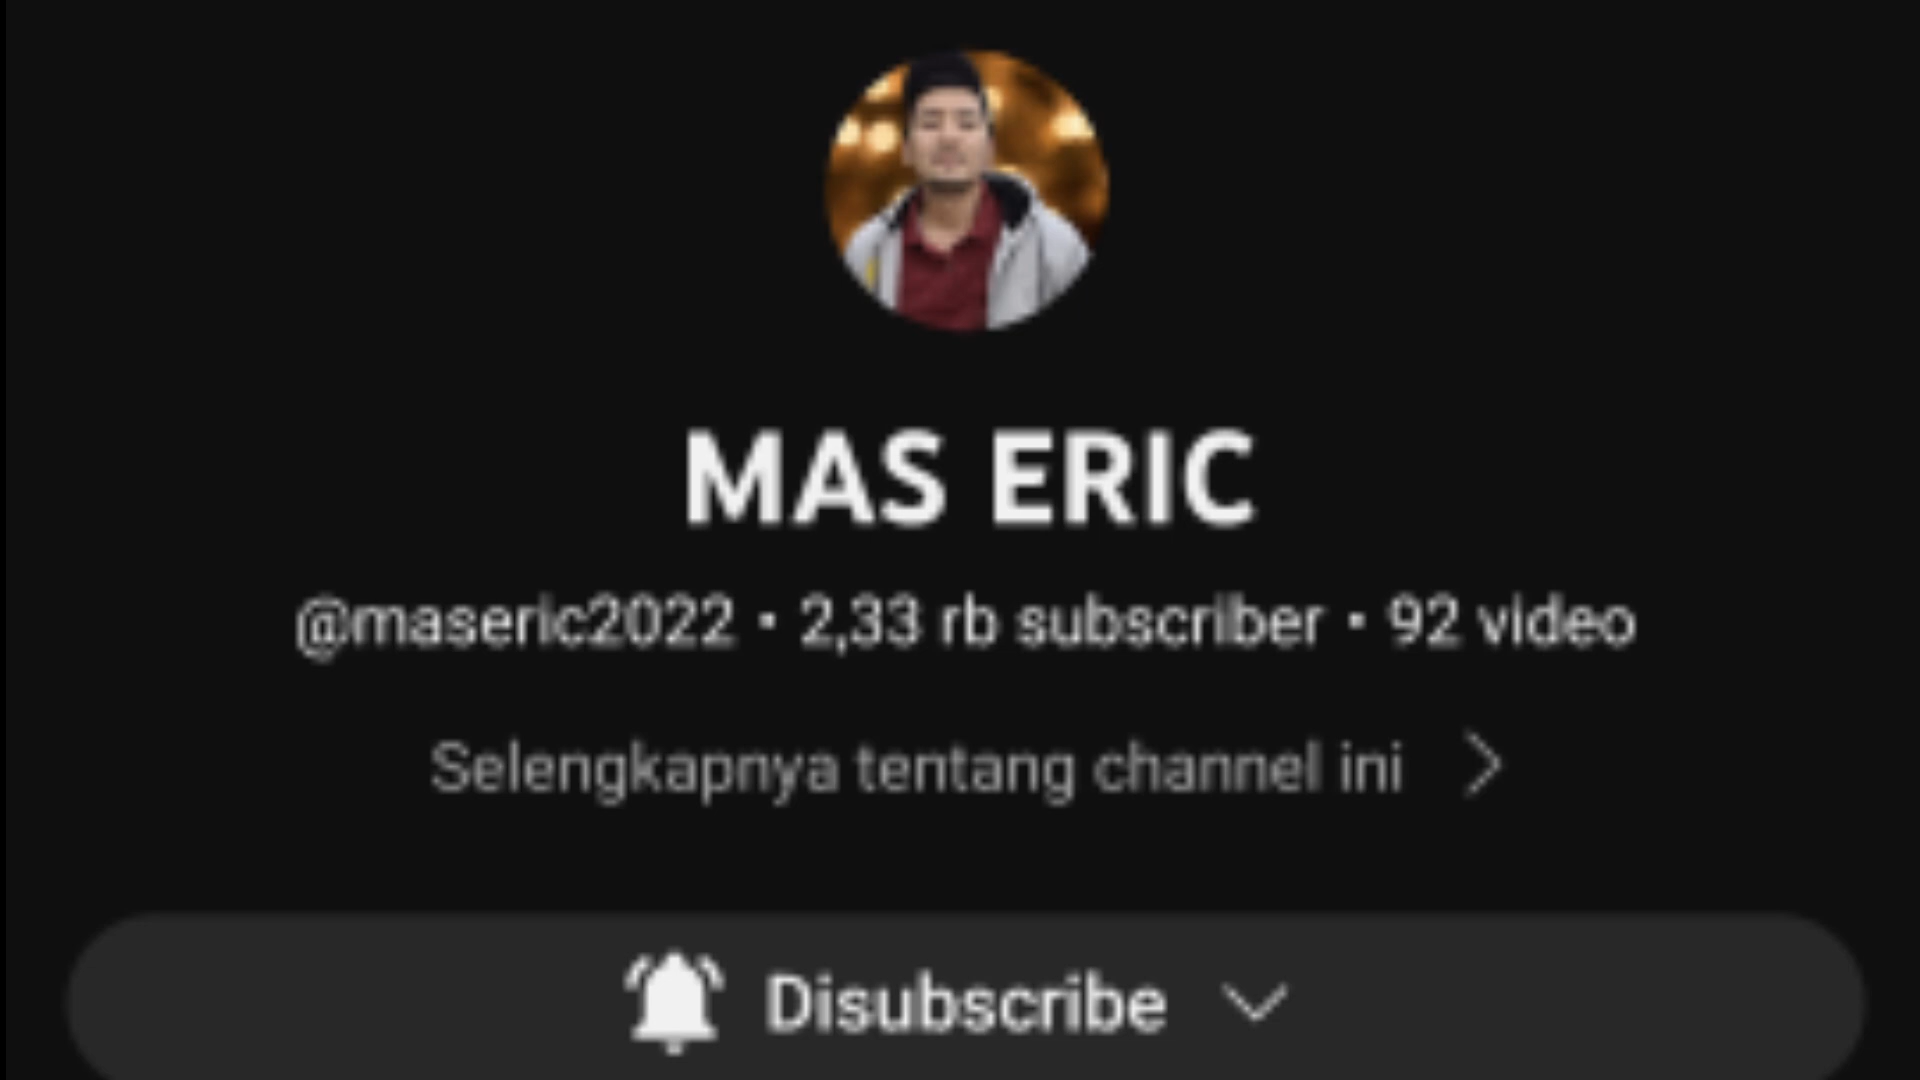 MAS ERIC
@maseric2022 • 2,33 rb subscriber • 92 video
Selengkapnya tentang channel ini
Disubscribe